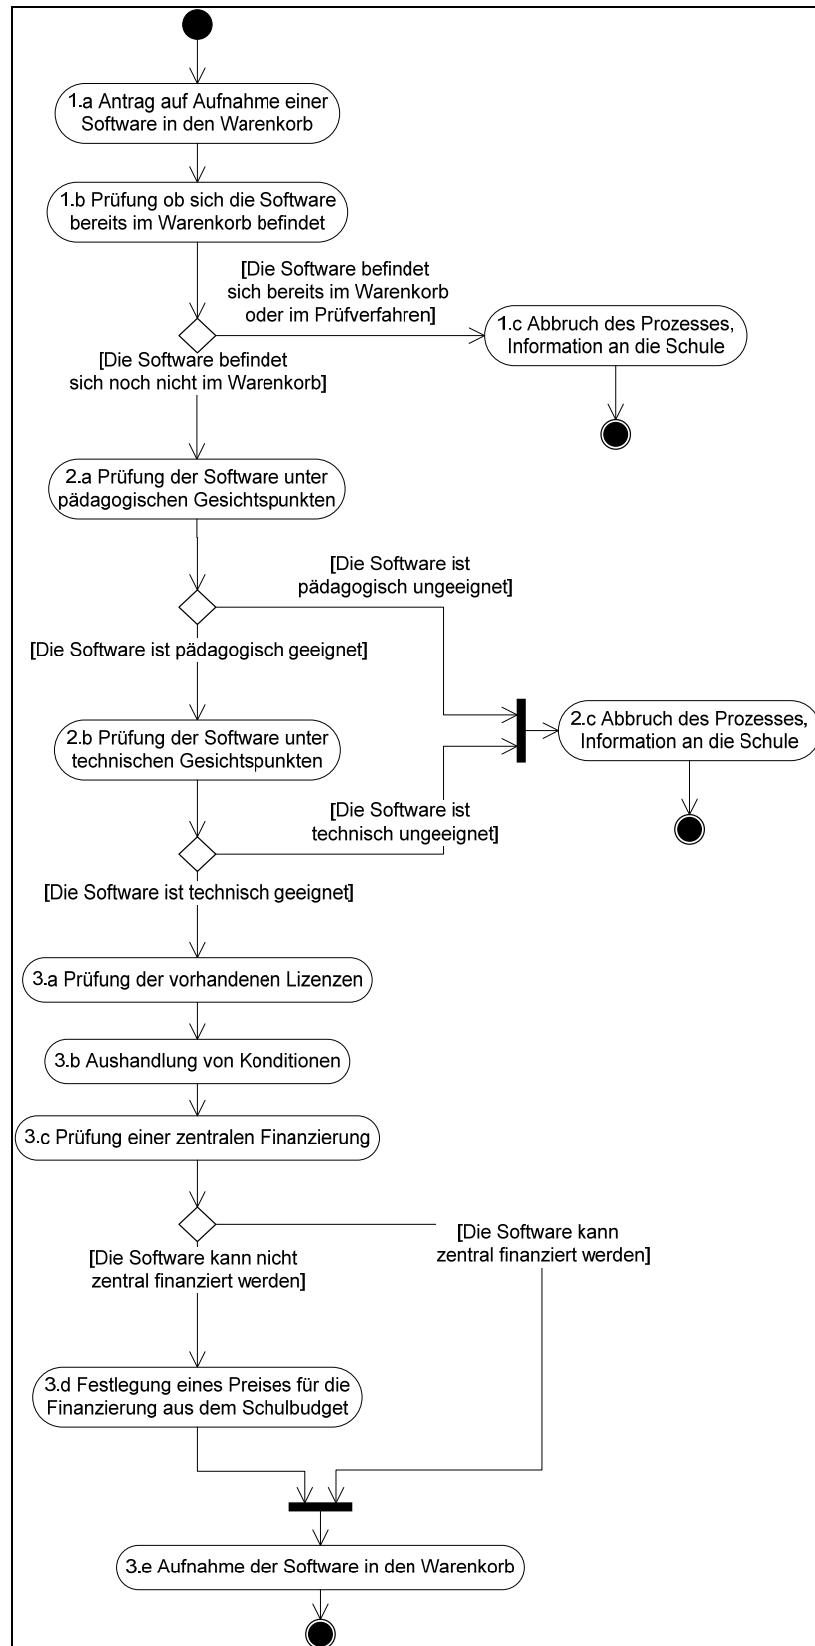 1.a Antrag auf Aufnahme einer
Software in den Warenkorb
1.b Prüfung ob sich die Software
bereits im Warenkorb befindet
[Die Software befindet
sich bereits im Warenkorb
oder im Prüfverfahren]
1.c Abbruch des Prozesses,
Information an die Schule
[Die Software befindet
sich noch nicht im Warenkorb]
2.a Prüfung der Software unter
pädagogischen Gesichtspunkten
[Die Software ist
pädagogisch ungeeignet]
[Die Software ist pädagogisch geeignet]
2.c Abbruch des Prozesses,
Information an die Schule
2.b Prüfung der Software unter
technischen Gesichtspunkten
[Die Software ist
technisch ungeeignet]
[Die Software ist technisch geeignet]
3.a Prüfung der vorhandenen Lizenzen
3.b Aushandlung von Konditionen
3.c Prüfung einer zentralen Finanzierung
[Die Software kann
zentral finanziert werden]
[Die Software kann nicht
zentral finanziert werden]
3.d Festlegung eines Preises für die
Finanzierung aus dem Schulbudget
3.e Aufnahme der Software in den Warenkorb